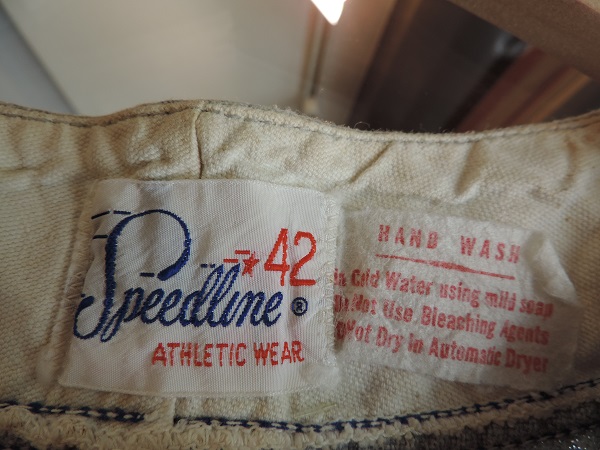 42
Speedline ®
ATHLETIC WEAR
HAND WASH
in Cold Water using mild soap
Not Use Bleaching Agents
Not Dry in Automatic Dryer